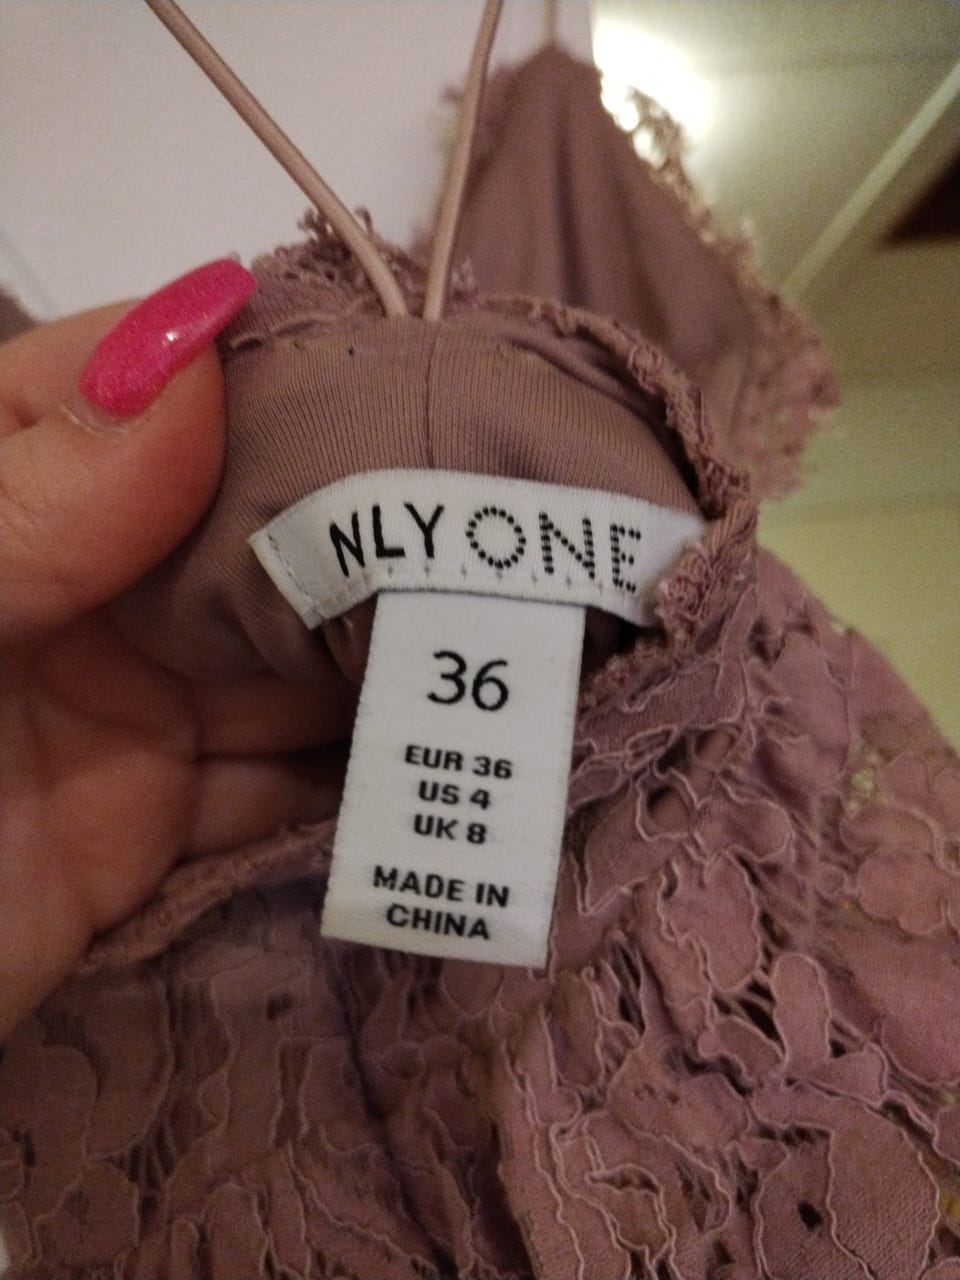 NLY ONE
36
EUR 36
US 4
UK 8
MADE IN
CHINA